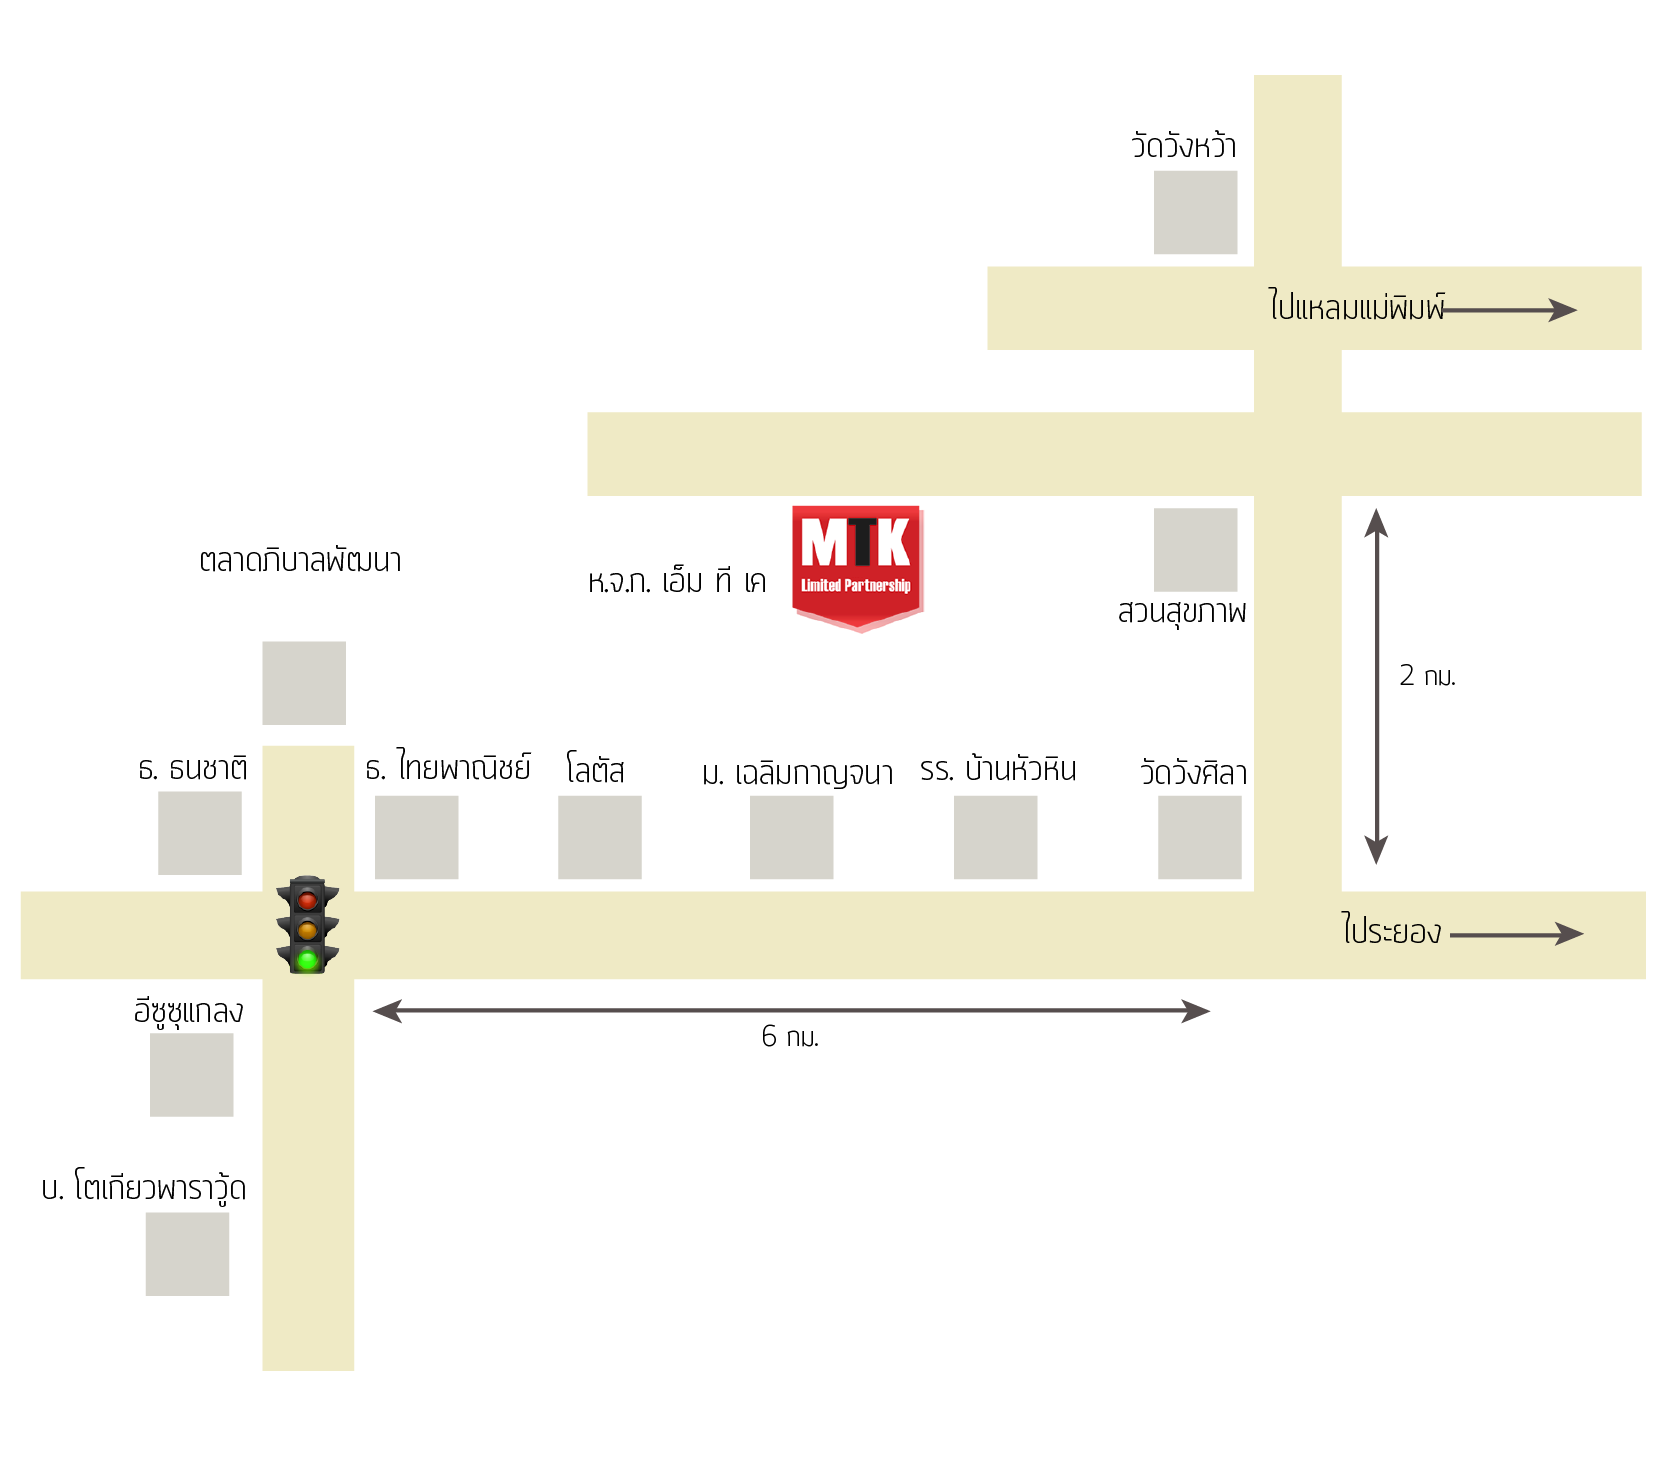 วัดวังหว้า
ไปแหลมแม่พิมพ์
MTK
Limited Partnership
ห.จ.ก. เอ็ม ที เค
ตลาดภิบาลพัฒนา
สวนสุขภาพ
2 กม.
ธ. ธนชาติ
ธ. ไทยพาณิชย์
โลตัส
ม. เฉลิมกาญจนา
รร. บ้านหัวหิน
วัดวังศิลา
ไประยอง
อีซูซุแกลง
6 กม.
บ. โตเกียวพาราวู้ด